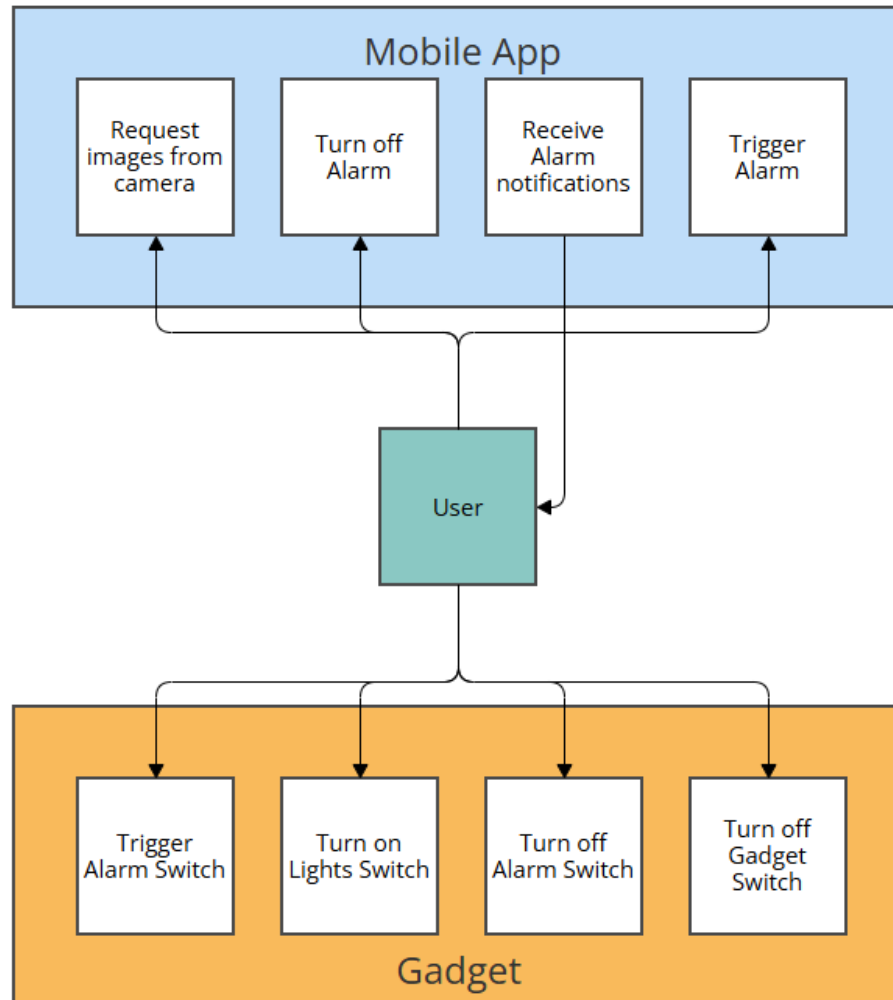 Mobile App
Request
images from
camera
Turn off
Alarm
Receive
Alarm
notifications
Trigger
Alarm
User
Trigger
Alarm Switch
Turn on
Lights Switch
Turn off
Alarm Switch
Turn off
Gadget
Switch
Gadget